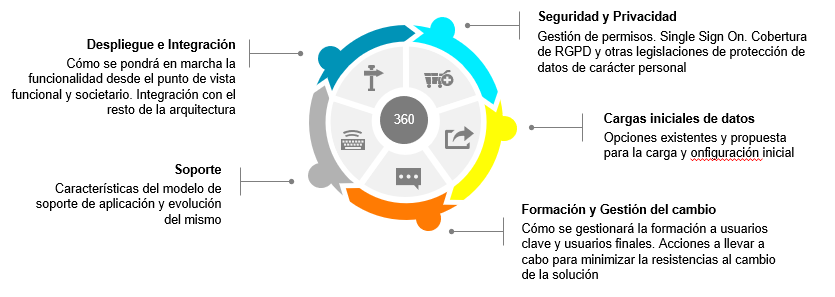 Despliegue e Integración
Cómo se pondrá en marcha la
funcionalidad desde el punto de vista
funcional y societario. Integración con el
resto de la arquitectura
Soporte
Características del modelo de
soporte de aplicación y evolución
del mismo
360
Seguridad y Privacidad
Gestión de permisos. Single Sign On. Cobertura
de RGPD y otras legislaciones de protección de
datos de carácter personal
Cargas iniciales de datos
Opciones existentes y propuesta
para la carga y onfiguración inicial
Formación y Gestión del cambio
Cómo se gestionará la formación a usuarios
clave y usuarios finales. Acciones a llevar a
cabo para minimizar la resistencias al cambio
de la solución